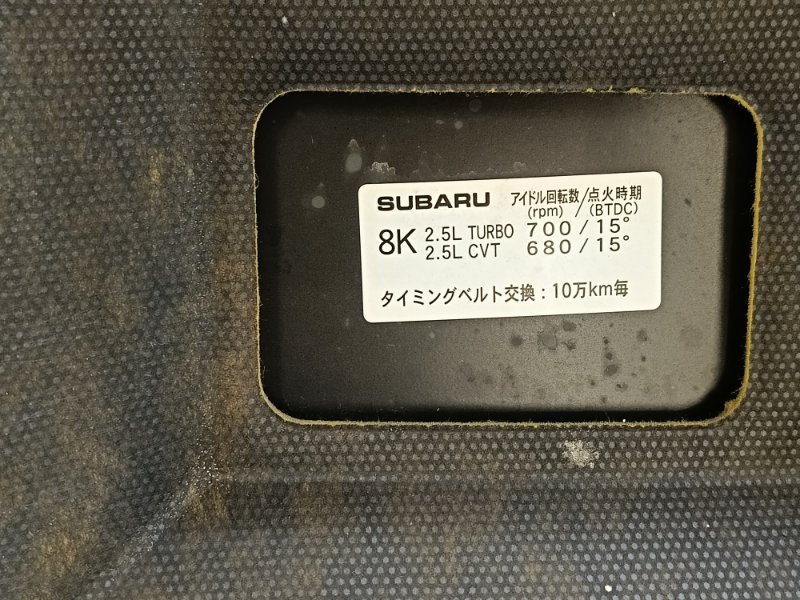 SUBARU アイドル回転数/点火時期
(rpm) / (BTDC)
8K 2.5L TURBO 700/15°
2.5L CVT 680/15°
タイミングベルト交換：10万km毎